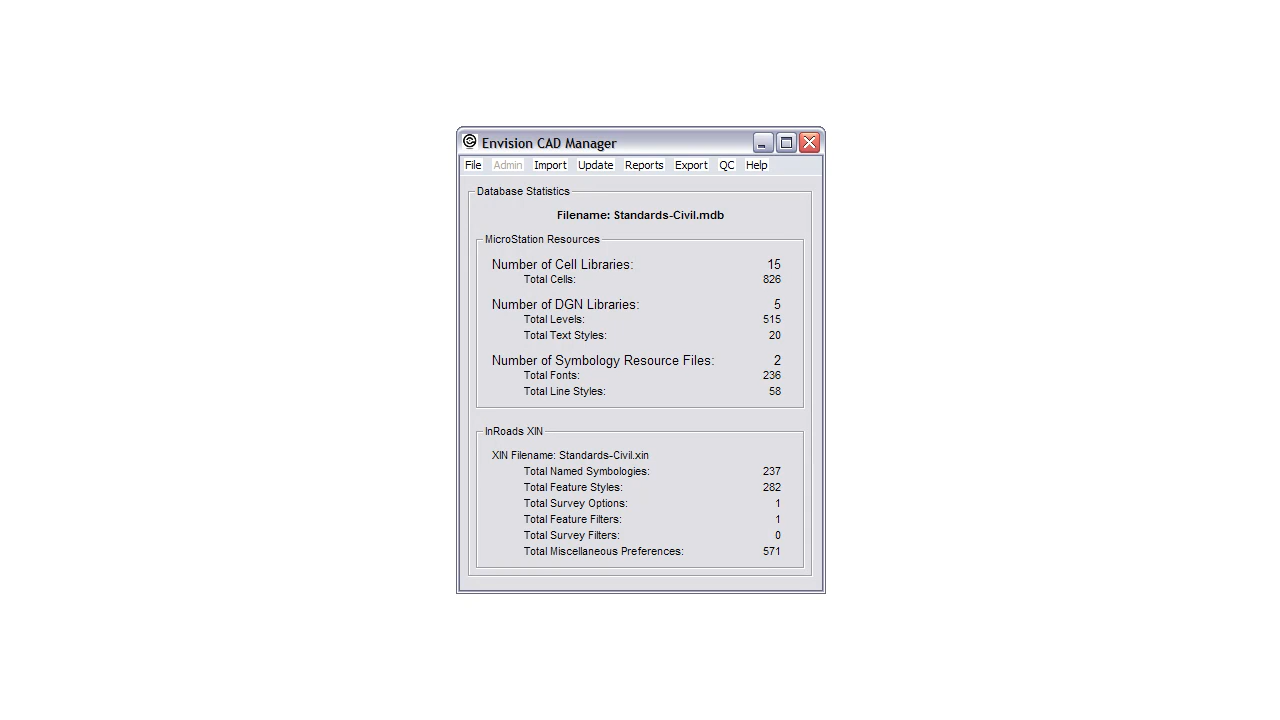 Envision CAD Manager
File Admin Import Update Reports Export QC Help
Database Statistics
Filename: Standards-Civil.mdb
MicroStation Resources
Number of Cell Libraries: 15
Total Cells: 826
Number of DGN Libraries: 5
Total Levels: 515
Total Text Styles: 20
Number of Symbology Resource Files: 2
Total Fonts: 236
Total Line Styles: 58
InRoads XIN
XIN Filename: Standards-Civil.xin
Total Named Symbologies: 237
Total Feature Styles: 282
Total Survey Options: 1
Total Feature Filters: 1
Total Survey Filters: 0
Total Miscellaneous Preferences: 571